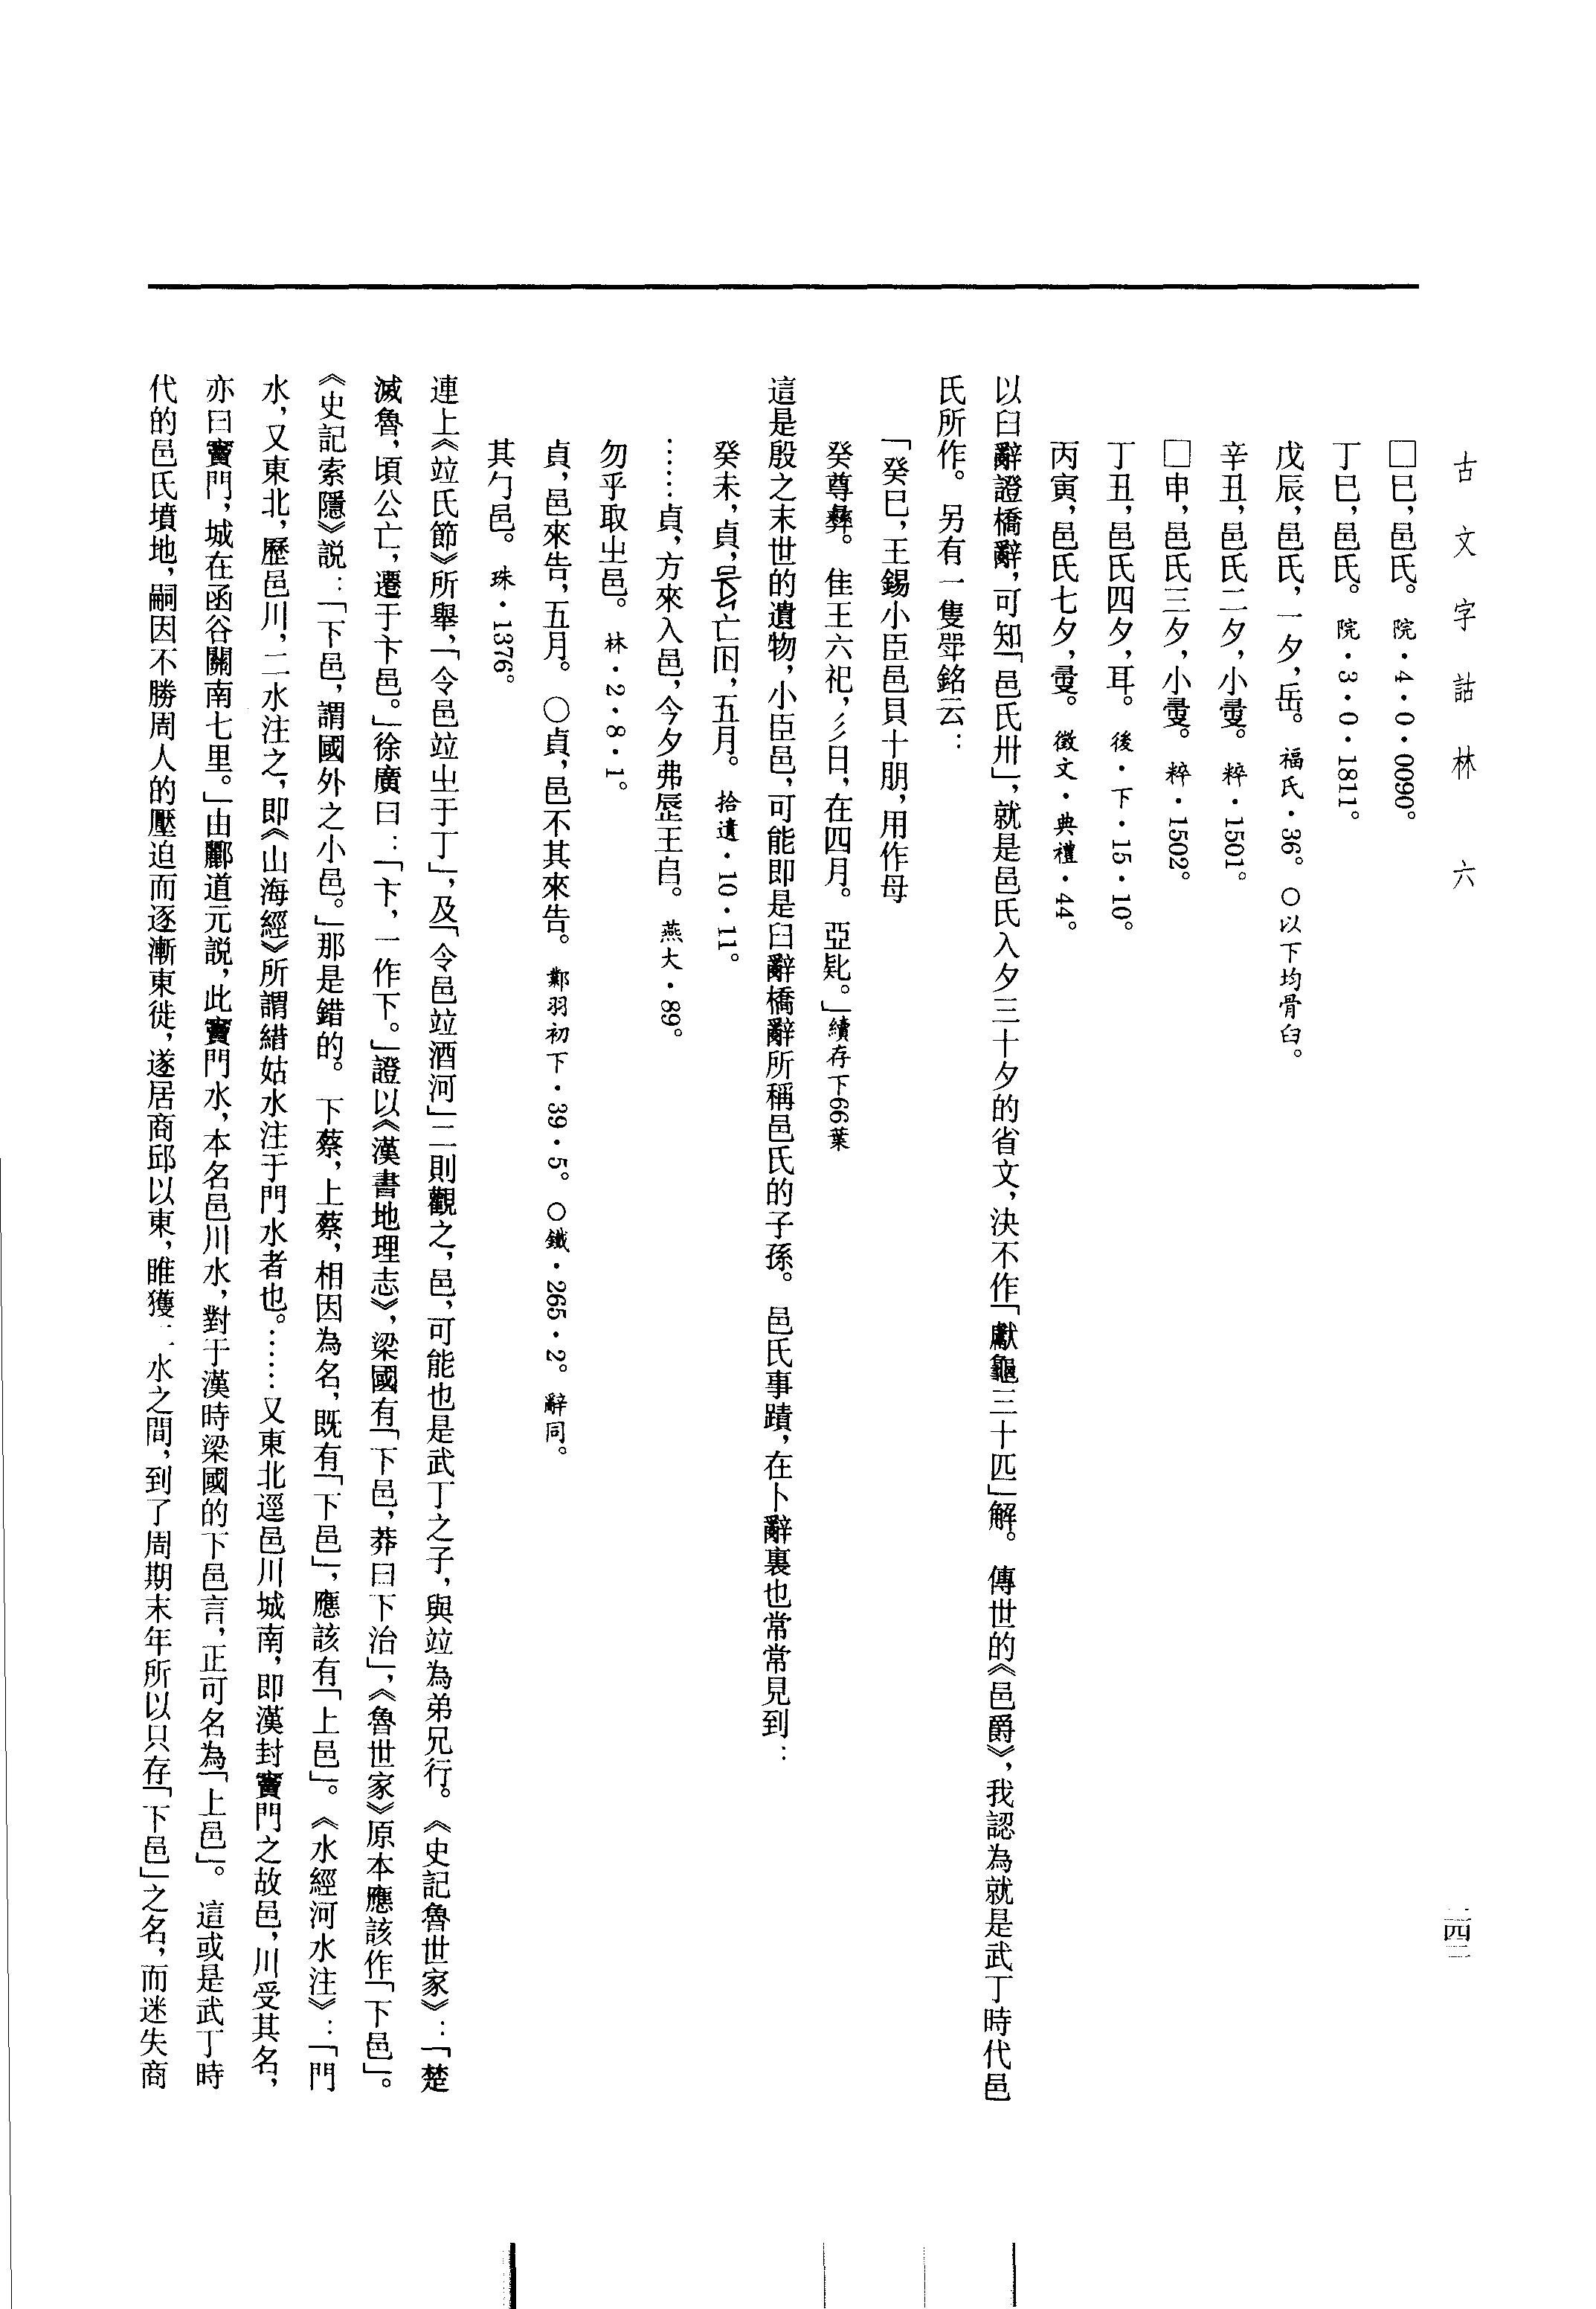 古文字詁林 六
二四三
□巳，邑氏。院·4·0·0090。
丁巳，邑氏。院·3·0·1811。
戊辰，邑氏，一夕，岳。福氏·36。○以下均骨臼。
辛丑，邑氏二夕，小㱿。粹·1501。
□申，邑氏三夕，小㱿。粹·1502。
丁丑，邑氏四夕，耳。後·下·15·10。
丙寅，邑氏七夕，㱿。徵文·典禮·44。
以臼辭證橋辭，可知「邑氏卅」，就是邑氏入夕三十夕的省文，決不作「獻龜三十匹」解。傳世的《邑爵》，我認為就是武丁時代邑
氏所作。另有一隻斝銘云：
「癸巳，王錫小臣邑貝十朋，用作母
癸尊彝。隹王六祀，彡日，在四月。亞矣。」續存下66葉
這是殷之末世的遺物，小臣邑，可能即是臼辭橋辭所稱邑氏的子孫。邑氏事蹟，在卜辭裏也常常見到：
癸未，貞，邑亡囗，五月。拾遺·10·11。
……貞，方來入邑，今夕弗𢀛王𠂤。燕大·89。
勿乎取㞢邑。林·2·8·1。
貞，邑來告，五月。〇貞，邑不其來告。鄴羽初下·39·5。○鐵·265·2。辭同。
其勹邑。珠·1376。
連上《竝氏節》所舉，「令邑竝㞢于丁」，及「令邑竝酒河」二則觀之，邑，可能也是武丁之子，與竝為弟兄行。《史記魯世家》：「楚
滅魯，頃公亡，遷于卞邑。」徐廣曰：「卞，一作下。」證以《漢書地理志》，梁國有「下邑，莽曰下治」，《魯世家》原本應該作「下邑」。
《史記索隱》説：「下邑，謂國外之小邑。」那是錯的。下蔡，上蔡，相因為名，既有「下邑」，應該有「上邑」。《水經河水注》：「門
水，又東北，歷邑川，二水注之，即《山海經》所謂緒姑水注于門水者也。……又東北逕邑川城南，即漢封竇門之故邑，川受其名，
亦曰竇門，城在函谷關南七里。」由酈道元説，此竇門水，本名邑川水，對于漢時梁國的下邑言，正可名為「上邑」。這或是武丁時
代的邑氏墳地，嗣因不勝周人的壓迫而逐漸東徙，遂居商邱以東，睢獲二水之間，到了周期末年所以只存「下邑」之名，而迷失商